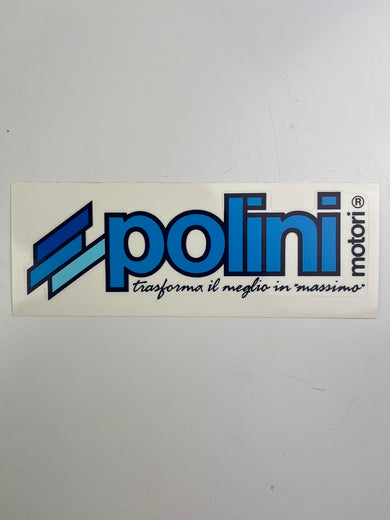 polini
motori®
trasforma il meglio in "massimo"